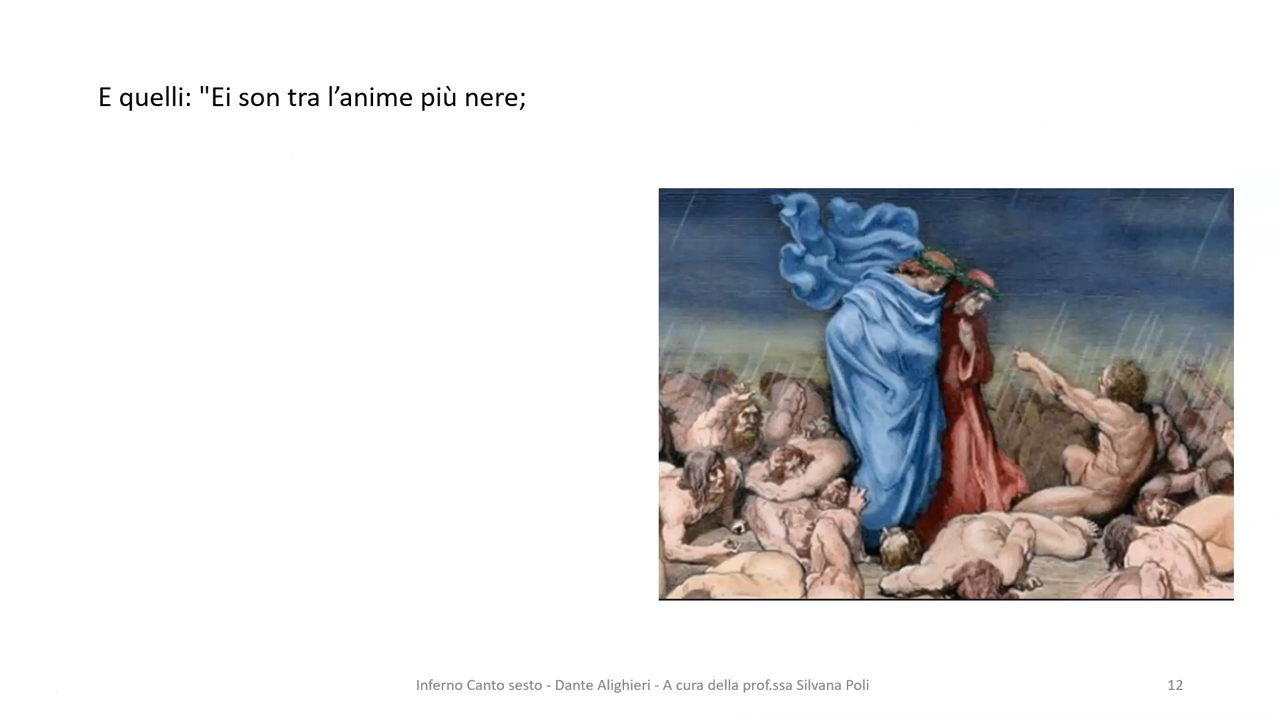 E quelli: "Ei son tra l’anime più nere;
Inferno Canto sesto - Dante Alighieri - A cura della prof.ssa Silvana Poli
12